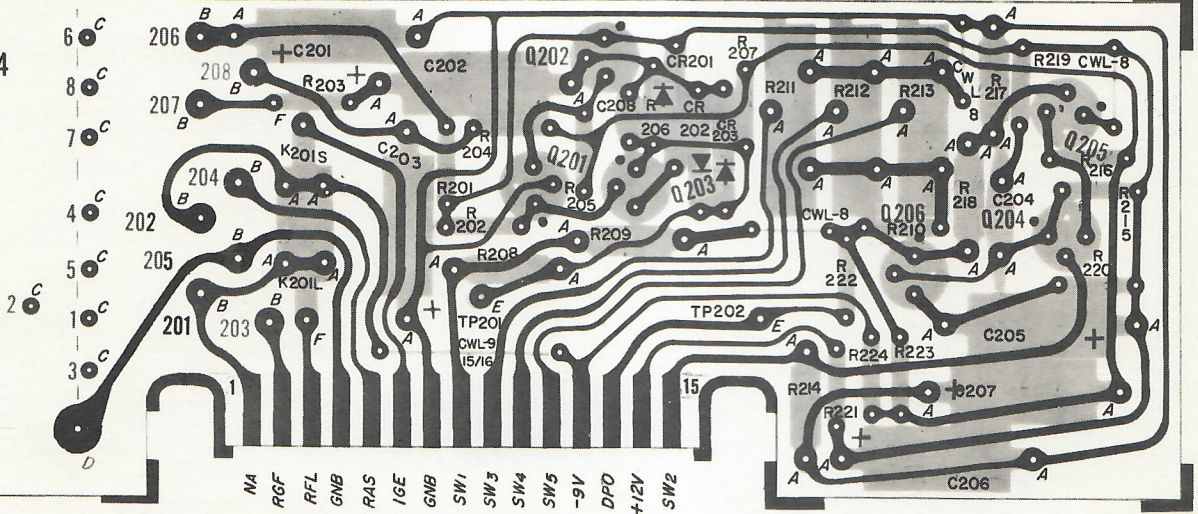 B A A A
6 C 206 + C201 Q202 CR201 R 207 A A A R219 CWL-8
4
208 R203 + A C202 CWL-8 R 217
8 C 207 B F C208 R CR R211 R212 R213
7 C K201S C203 A R 204 Q201 206 202 CR 203 Q205 R216
204 B A A B R201 R 205 Q203 A A A R 218 C204 A
4 C 202 R 202 CWL-8 Q206 R210 Q204 R215
205 B R208 R209 A R 220
5 C B A K201L A A A R 222 A A A
2 C 201 B B E
1 C 203 F A + TP201 TP202 E A C205 + A
CWL-9
15/16
3 C A R224 R223
1 15 R214 + C207 A
R221 A
D A A + A
C206
NA RGF RFL GNB RAS IGE GNB SW1 SW3 SW4 SW5 -9V DPO +12V SW2